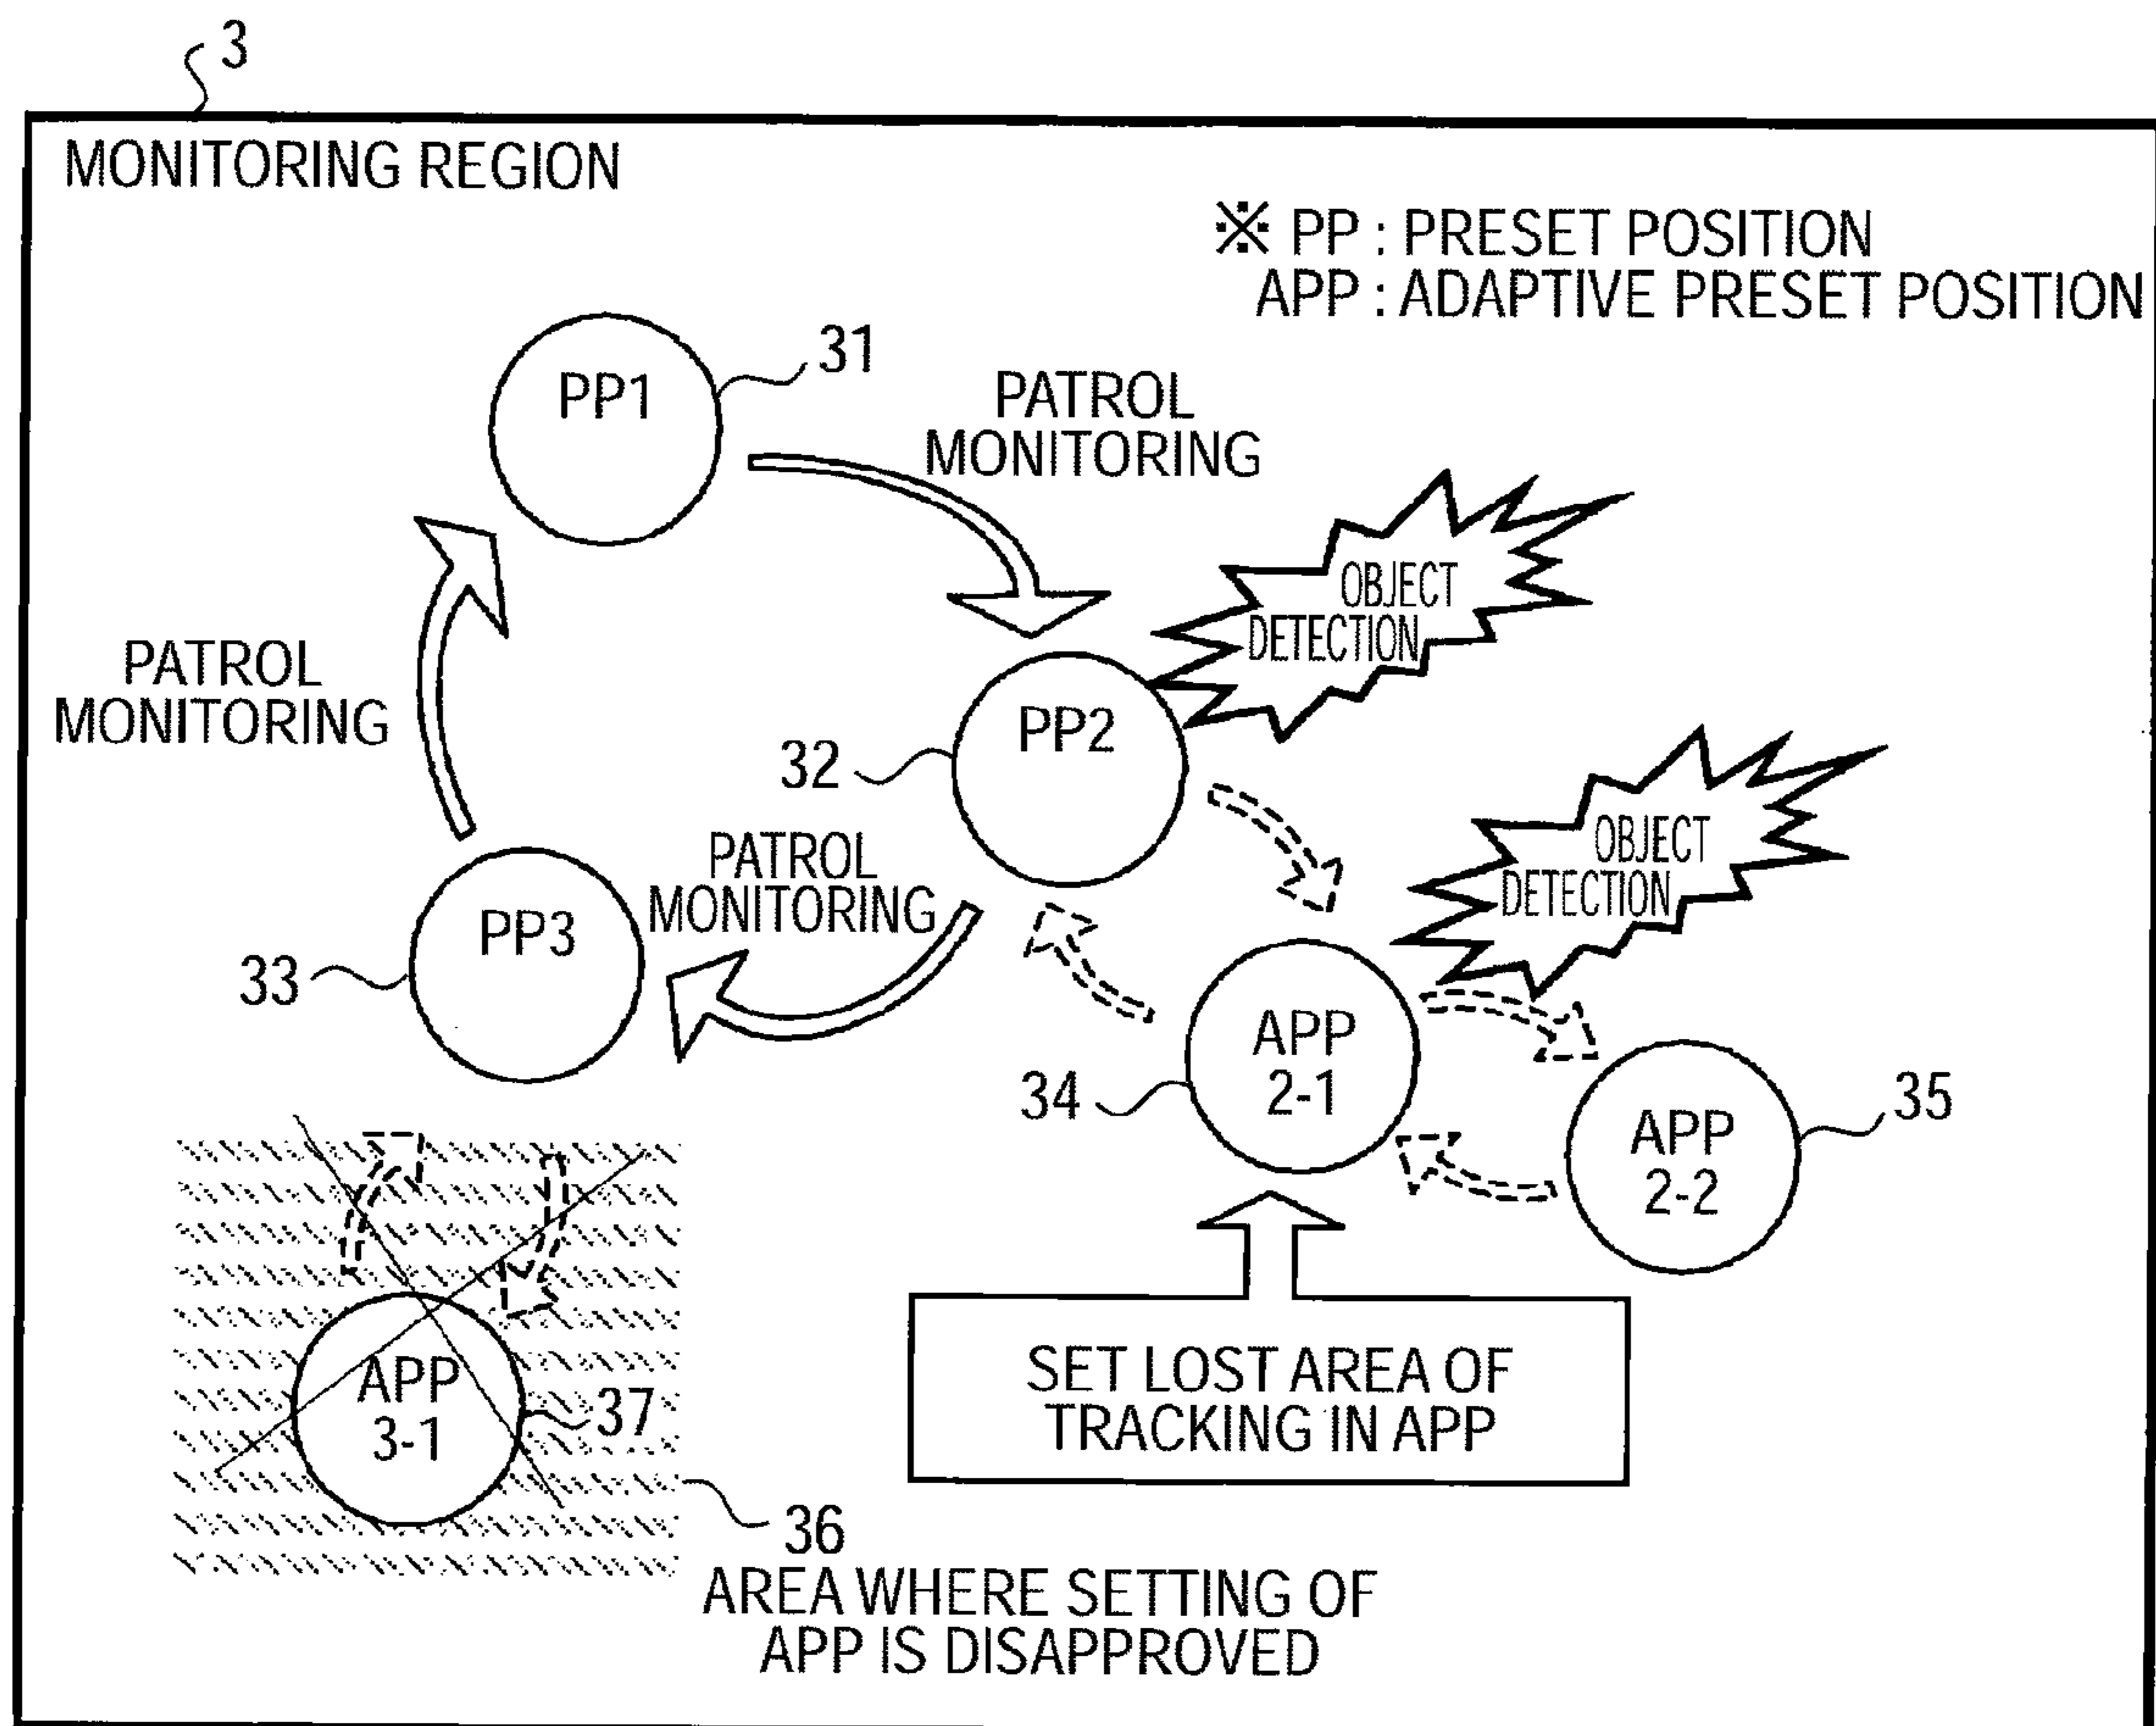 3
MONITORING REGION
※ PP : PRESET POSITION
APP : ADAPTIVE PRESET POSITION
PP1
31
PATROL
MONITORING
OBJECT
DETECTION
PATROL
MONITORING
PP2
32
OBJECT
DETECTION
PATROL
MONITORING
PP3
33
APP
2-1
34
APP
2-2
35
SET LOST AREA OF
TRACKING IN APP
APP
3-1
37
36
AREA WHERE SETTING OF
APP IS DISAPPROVED